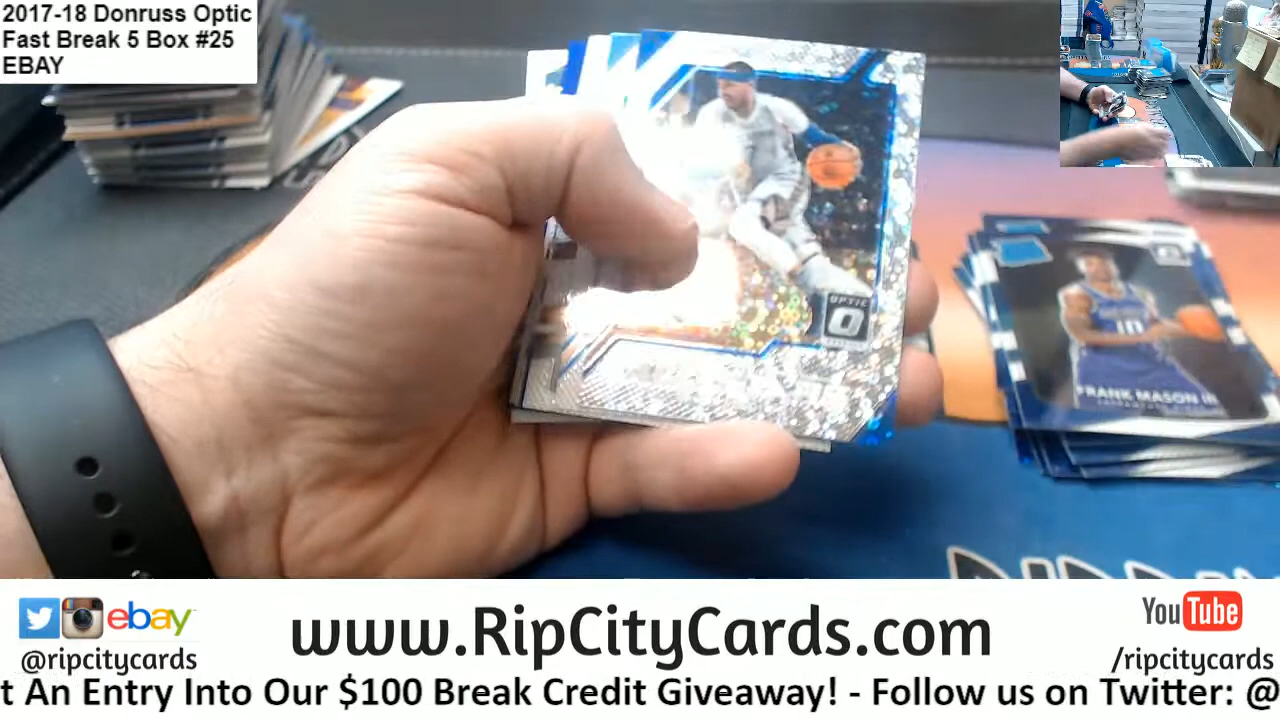 2017-18 Donruss Optic
Fast Break 5 Box #25
EBAY
OPTIC
10
FRANK MASON III
ebay
@ripcitycards
www.RipCityCards.com
YouTube
/ripcitycards
t An Entry Into Our $100 Break Credit Giveaway! - Follow us on Twitter: @